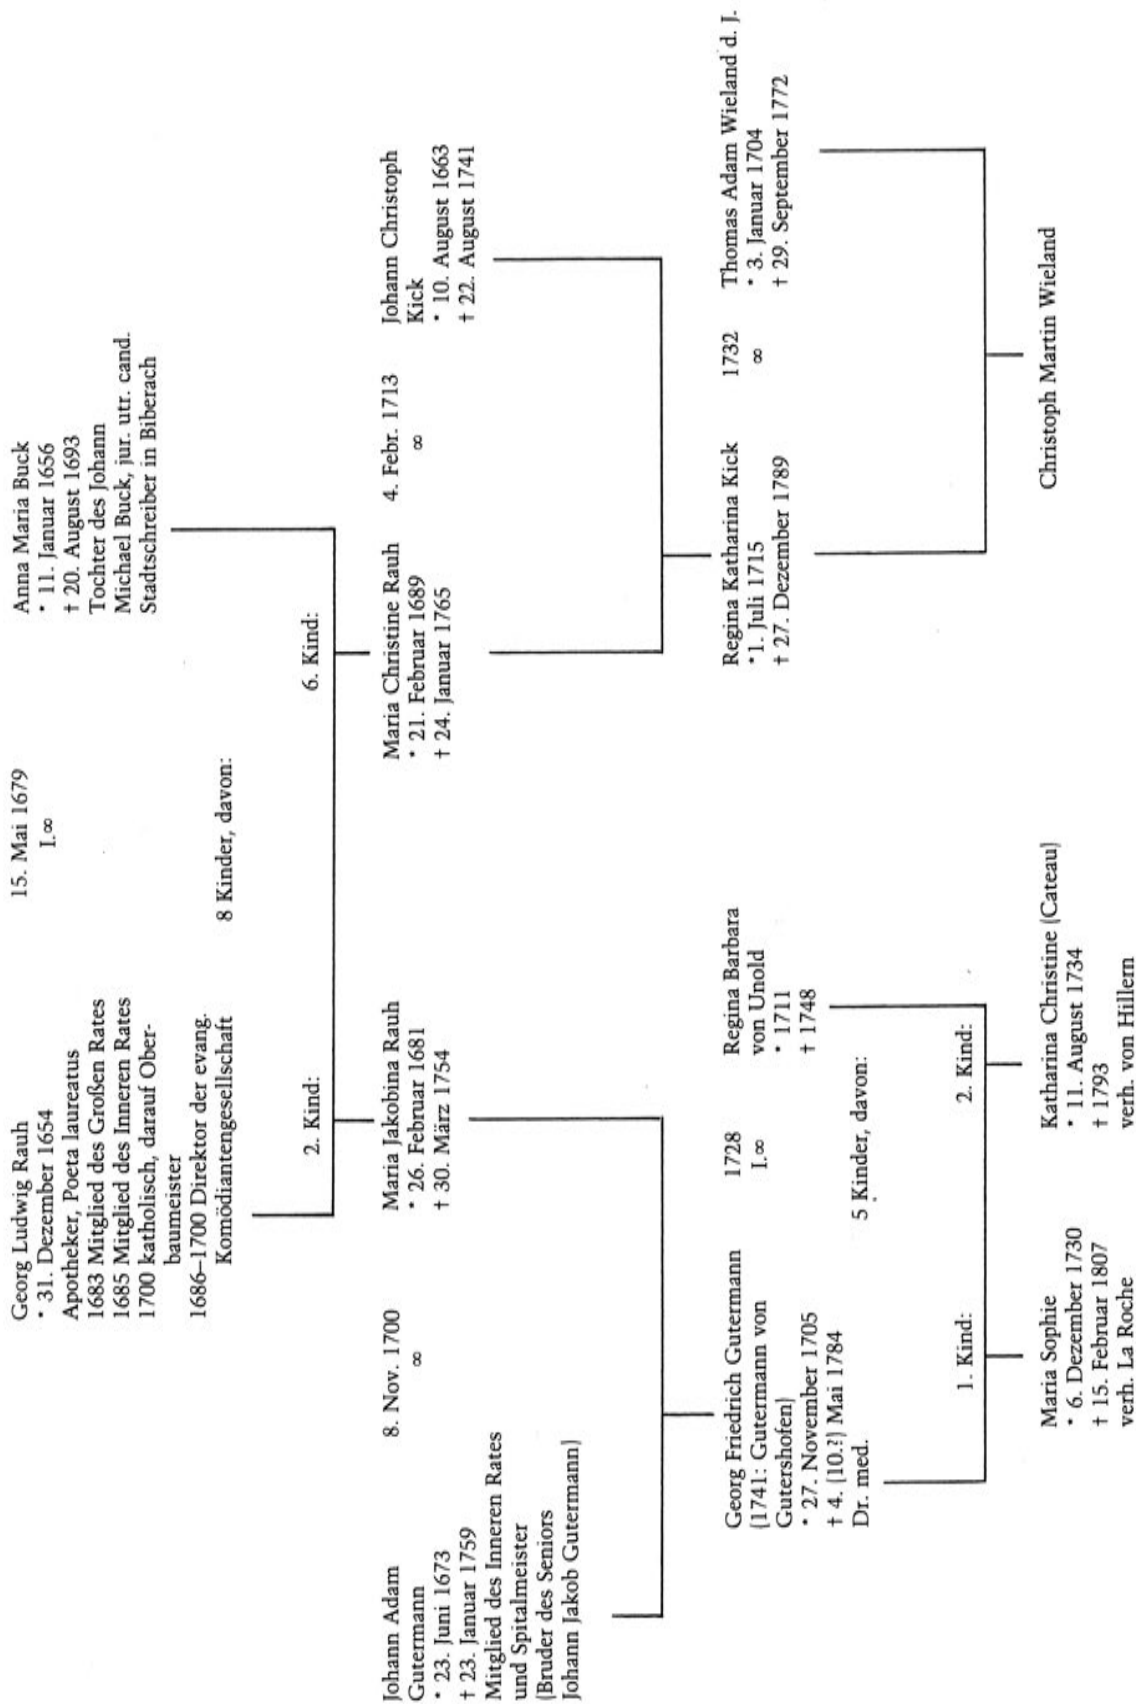 Georg Ludwig Rauh
* 31. Dezember 1654
Apotheker, Poeta laureatus
1683 Mitglied des Großen Rates
1685 Mitglied des Inneren Rates
1700 katholisch, darauf Ober-
baumeister
1686–1700 Direktor der evang.
Komödiantengesellschaft
15. Mai 1679
I.∞
Anna Maria Buck
* 11. Januar 1656
† 20. August 1693
Tochter des Johann
Michael Buck, jur. utr. cand.
Stadtschreiber in Biberach
8 Kinder, davon:
2. Kind:
6. Kind:
Johann Adam
Gutermann
* 23. Juni 1673
† 23. Januar 1759
Mitglied des Inneren Rates
und Spitalmeister
(Bruder des Seniors
Johann Jakob Gutermann)
8. Nov. 1700
∞
Maria Jakobina Rauh
* 26. Februar 1681
† 30. März 1754
Maria Christine Rauh
* 21. Februar 1689
† 24. Januar 1765
4. Febr. 1713
∞
Johann Christoph
Kick
* 10. August 1663
† 22. August 1741
Georg Friedrich Gutermann
(1741: Gutermann von
Gutershofen)
* 27. November 1705
† 4. (10.?) Mai 1784
Dr. med.
1728
I.∞
Regina Barbara
von Unold
* 1711
† 1748
5 Kinder, davon:
Regina Katharina Kick
*1. Juli 1715
† 27. Dezember 1789
1732
∞
Thomas Adam Wieland d. J.
* 3. Januar 1704
† 29. September 1772
1. Kind:
2. Kind:
Maria Sophie
* 6. Dezember 1730
† 15. Februar 1807
verh. La Roche
Katharina Christine (Cateau)
* 11. August 1734
† 1793
verh. von Hillern
Christoph Martin Wieland